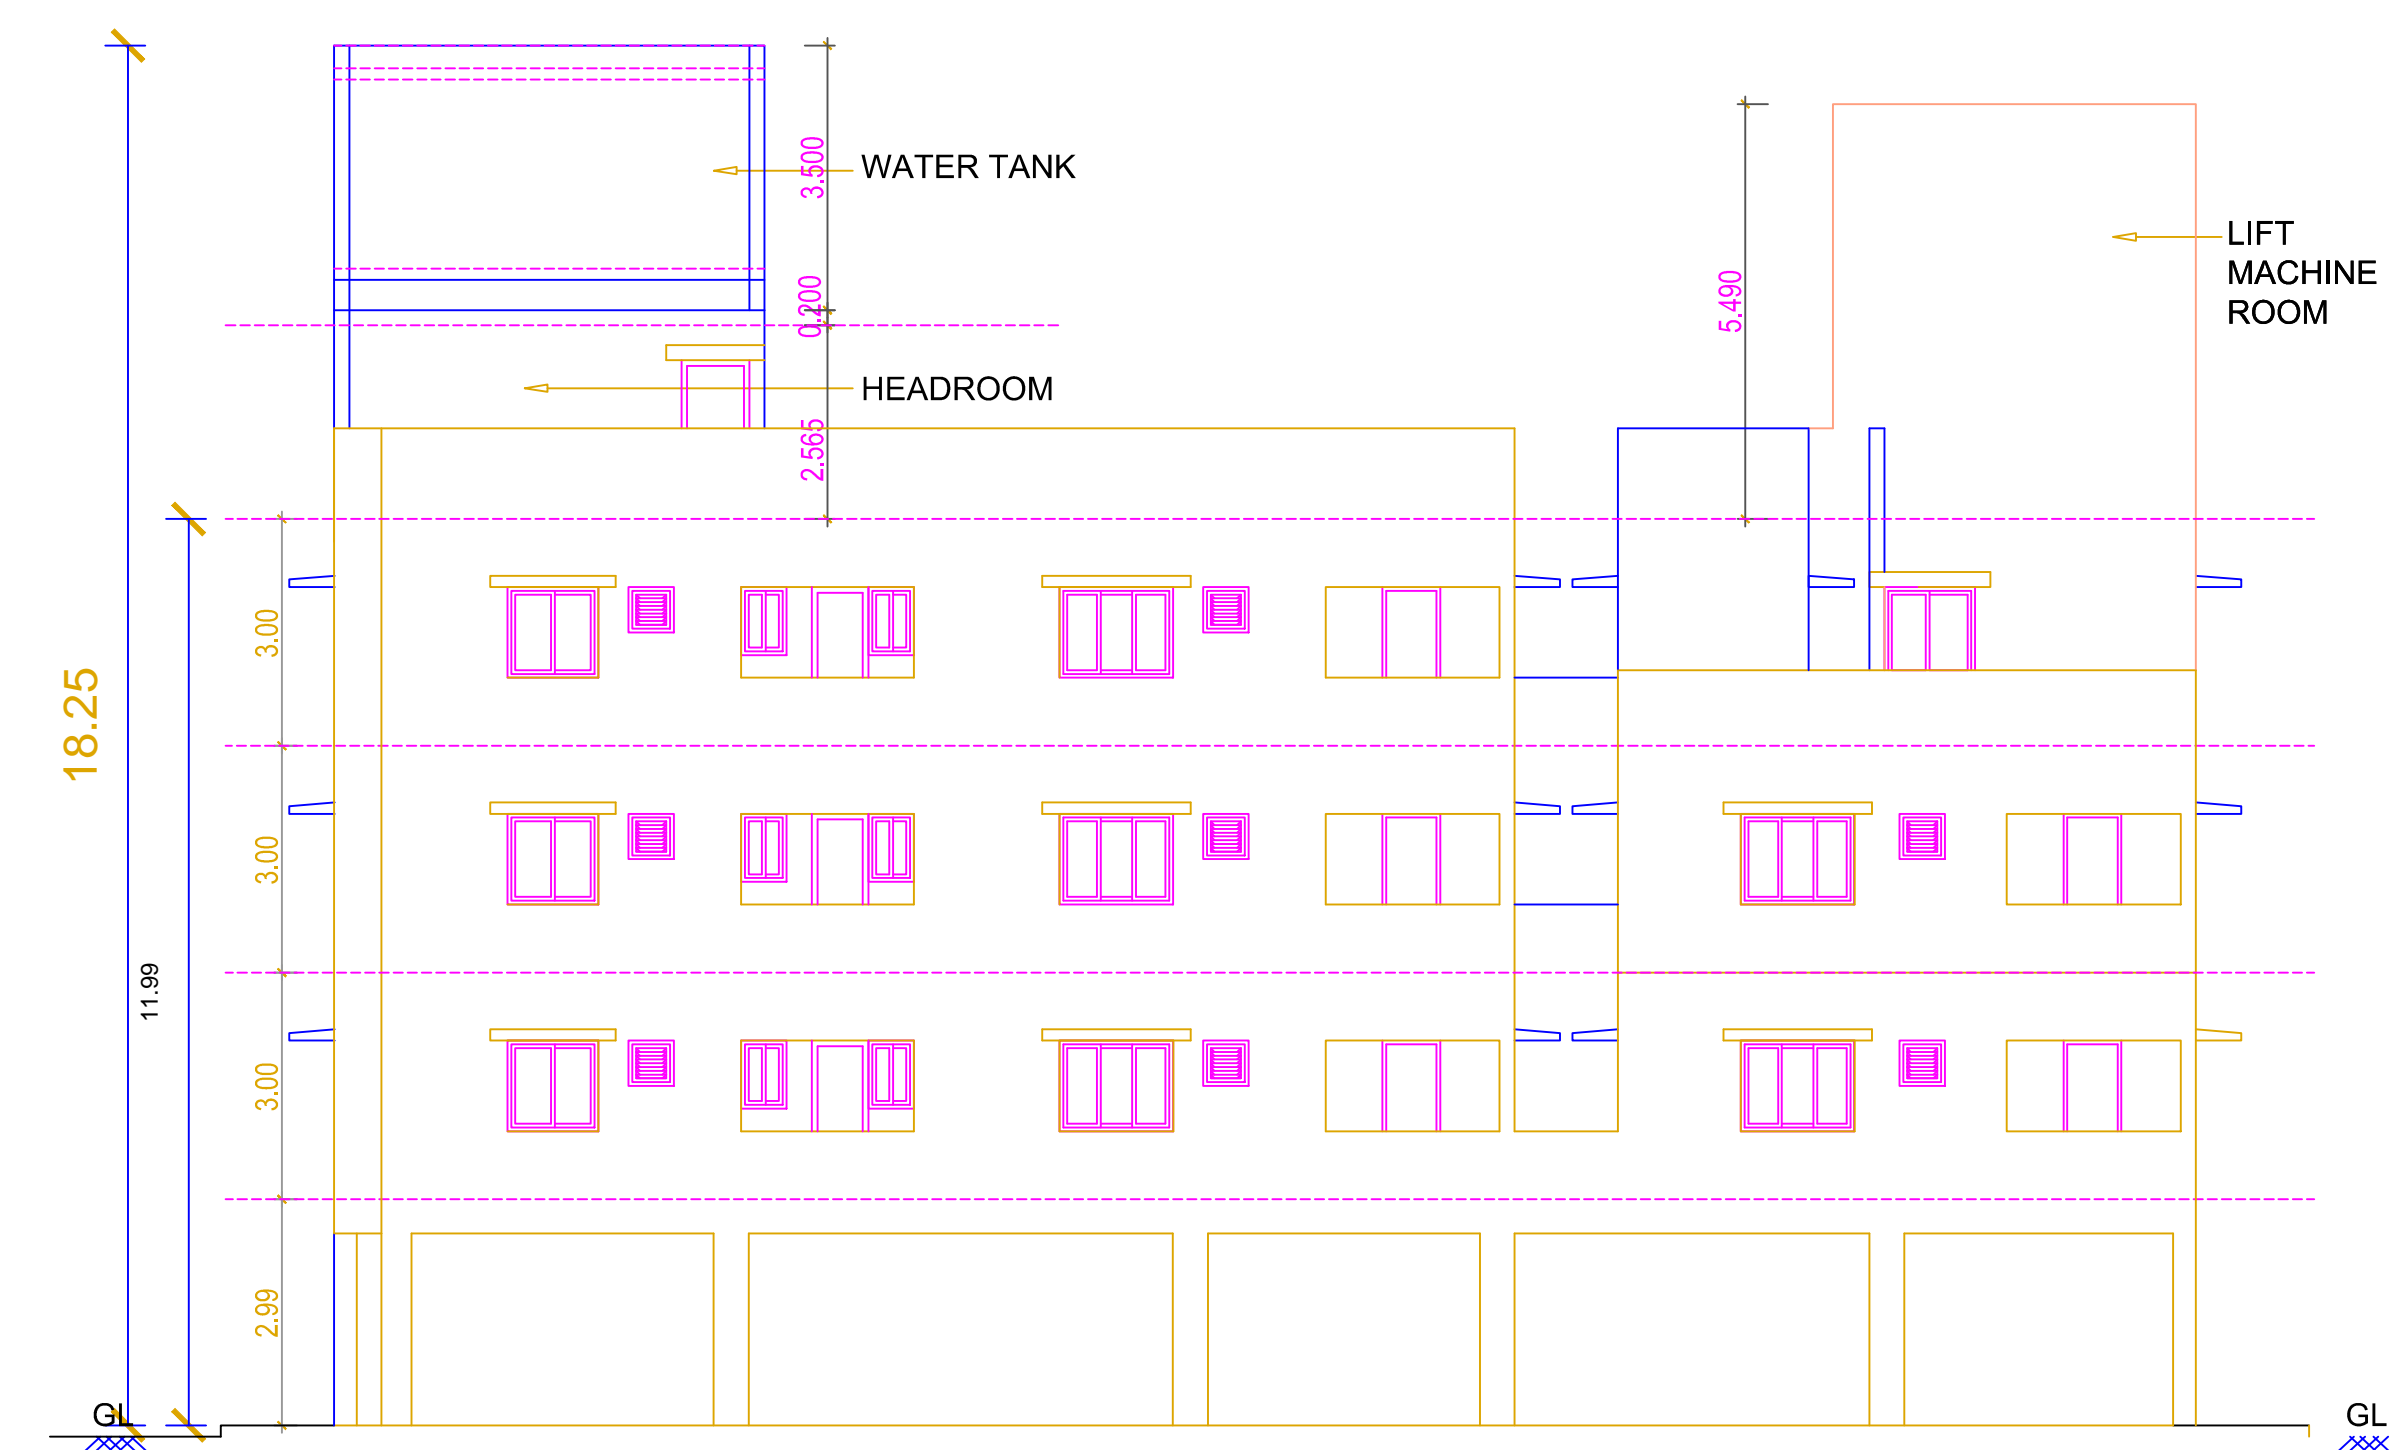 3.500
WATER TANK
LIFT
MACHINE
ROOM
0.200
5.490
HEADROOM
2.565
3.00
18.25
3.00
11.99
3.00
2.99
GL
GL